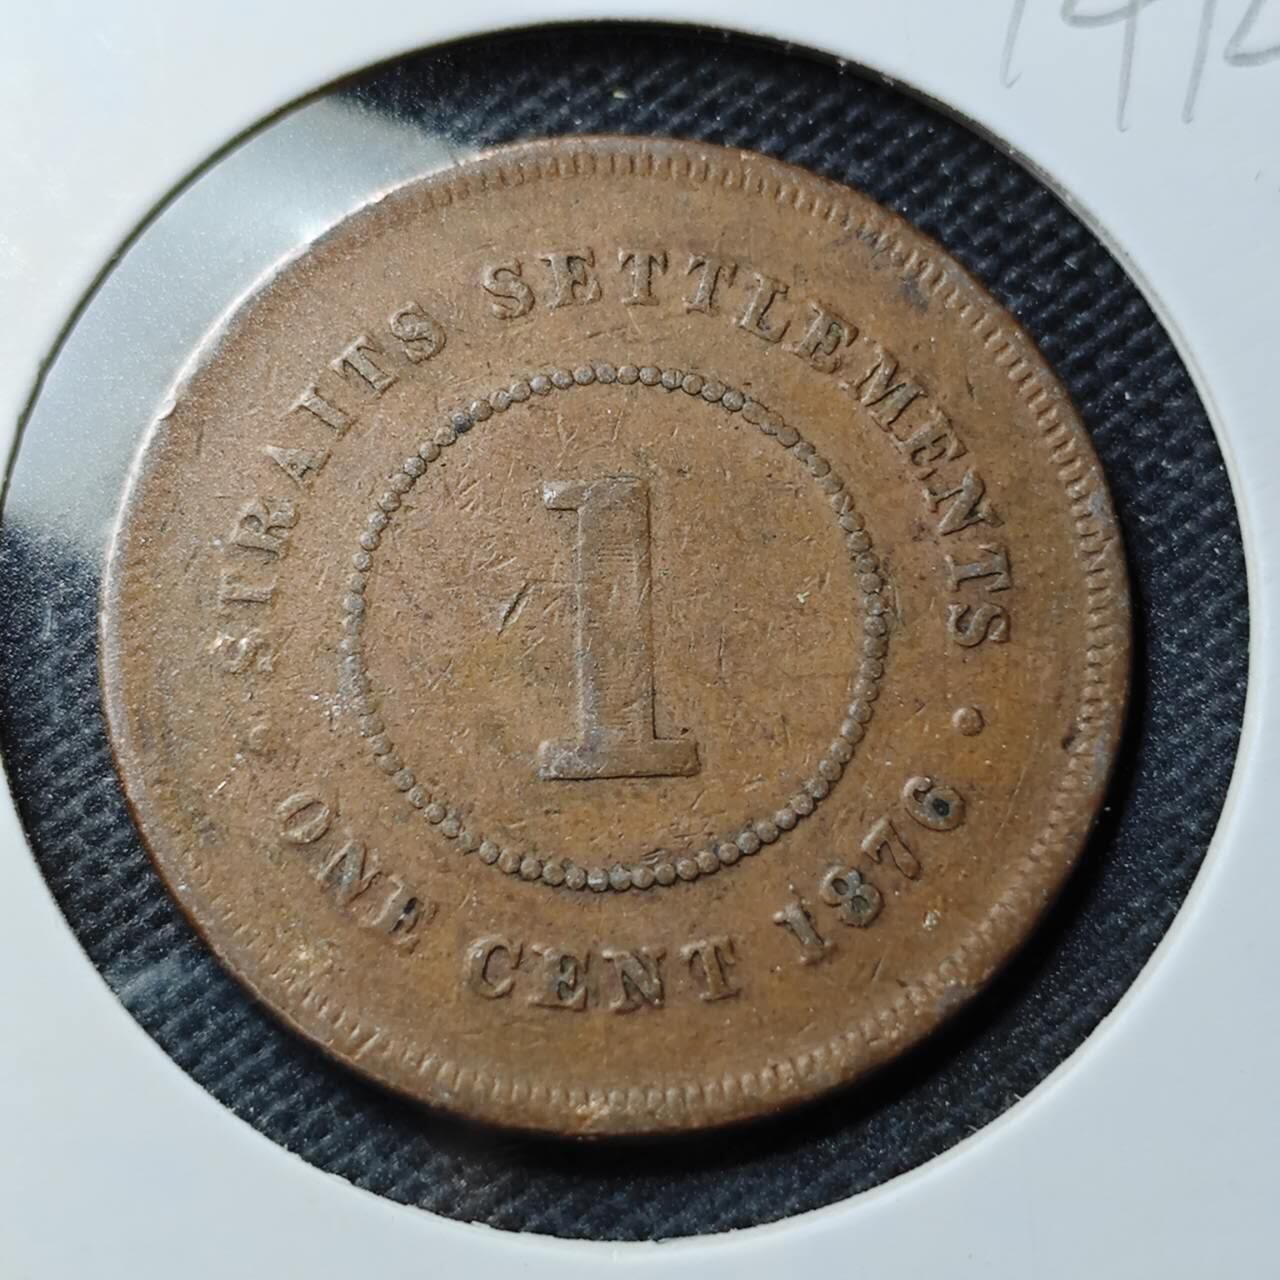 STRAITS SETTLEMENTS
1
ONE CENT 1876